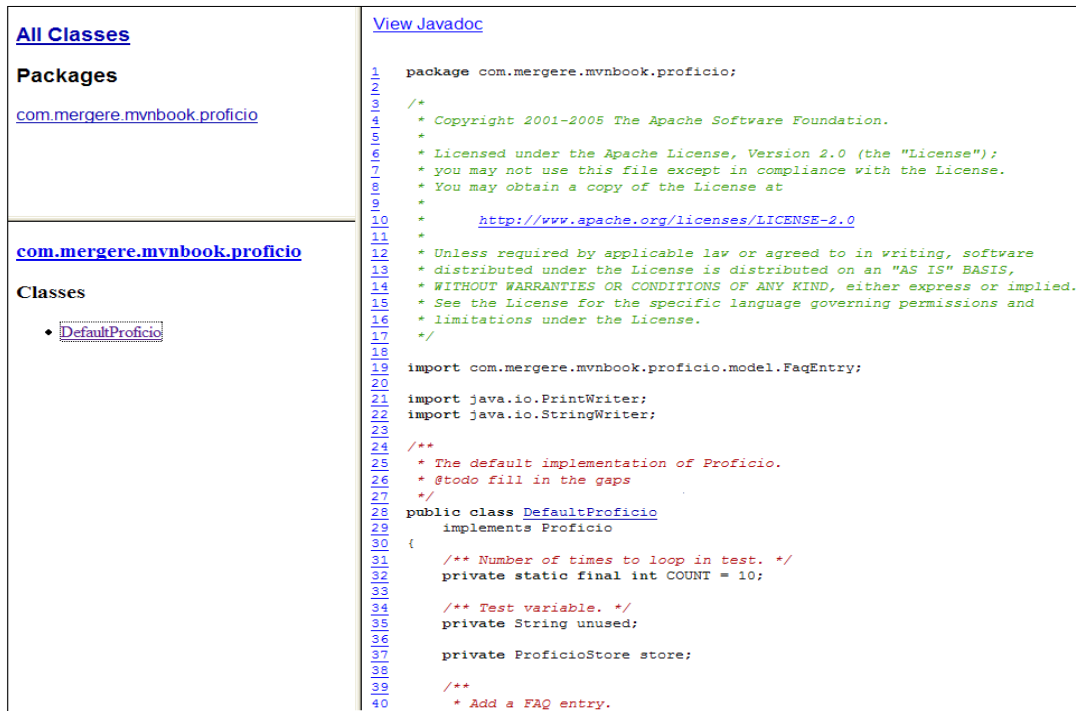 All Classes
Packages
com.mergere.mvnbook.proficio
com.mergere.mvnbook.proficio
Classes
DefaultProficio
View Javadoc
1 package com.mergere.mvnbook.proficio;
2
3 /*
4 * Copyright 2001-2005 The Apache Software Foundation.
5 *
6 * Licensed under the Apache License, Version 2.0 (the "License");
7 * you may not use this file except in compliance with the License.
8 * You may obtain a copy of the License at
9 *
10 * http://www.apache.org/licenses/LICENSE-2.0
11 *
12 * Unless required by applicable law or agreed to in writing, software
13 * distributed under the License is distributed on an "AS IS" BASIS,
14 * WITHOUT WARRANTIES OR CONDITIONS OF ANY KIND, either express or implied.
15 * See the License for the specific language governing permissions and
16 * limitations under the License.
17 */
18
19 import com.mergere.mvnbook.proficio.model.FaqEntry;
20
21 import java.io.PrintWriter;
22 import java.io.StringWriter;
23
24 /**
25 * The default implementation of Proficio.
26 * @todo fill in the gaps
27 */
28 public class DefaultProficio
29 implements Proficio
30 {
31 /** Number of times to loop in test. */
32 private static final int COUNT = 10;
33
34 /** Test variable. */
35 private String unused;
36
37 private ProficioStore store;
38
39 /**
40 * Add a FAQ entry.